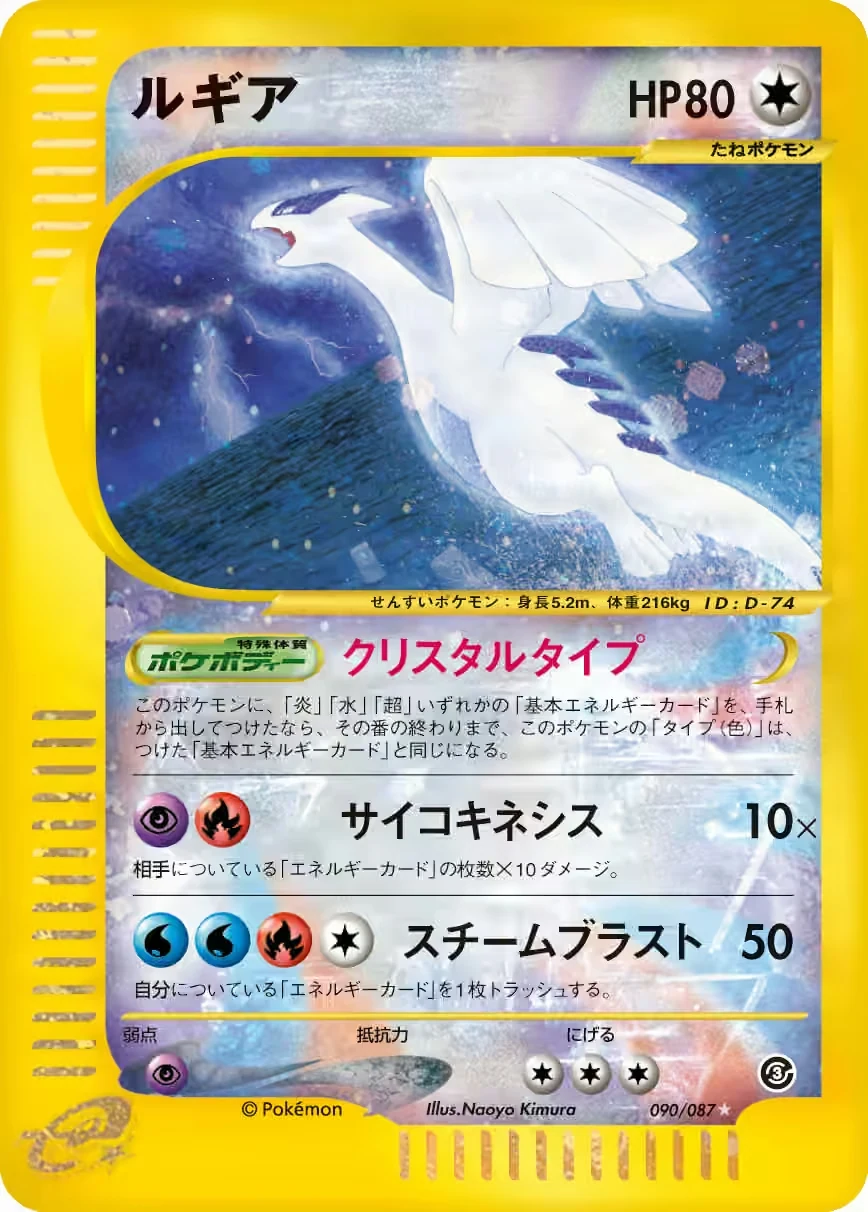 ルギア HP80
たねポケモン
せんすいポケモン：身長5.2m、体重216kg ID：D-74
特殊体質
ポケボディー クリスタルタイプ
このポケモンに、「炎」「水」「超」いずれかの「基本エネルギーカード」を、手札
から出してつけたなら、その番の終わりまで、このポケモンの「タイプ（色）」は、
つけた「基本エネルギーカード」と同じになる。
サイコキネシス 10×
相手についている「エネルギーカード」の枚数×10ダメージ。
スチームブラスト 50
自分についている「エネルギーカード」を1枚トラッシュする。
弱点 抵抗力 にげる
3
© Pokémon Illus.Naoyo Kimura 090/087★